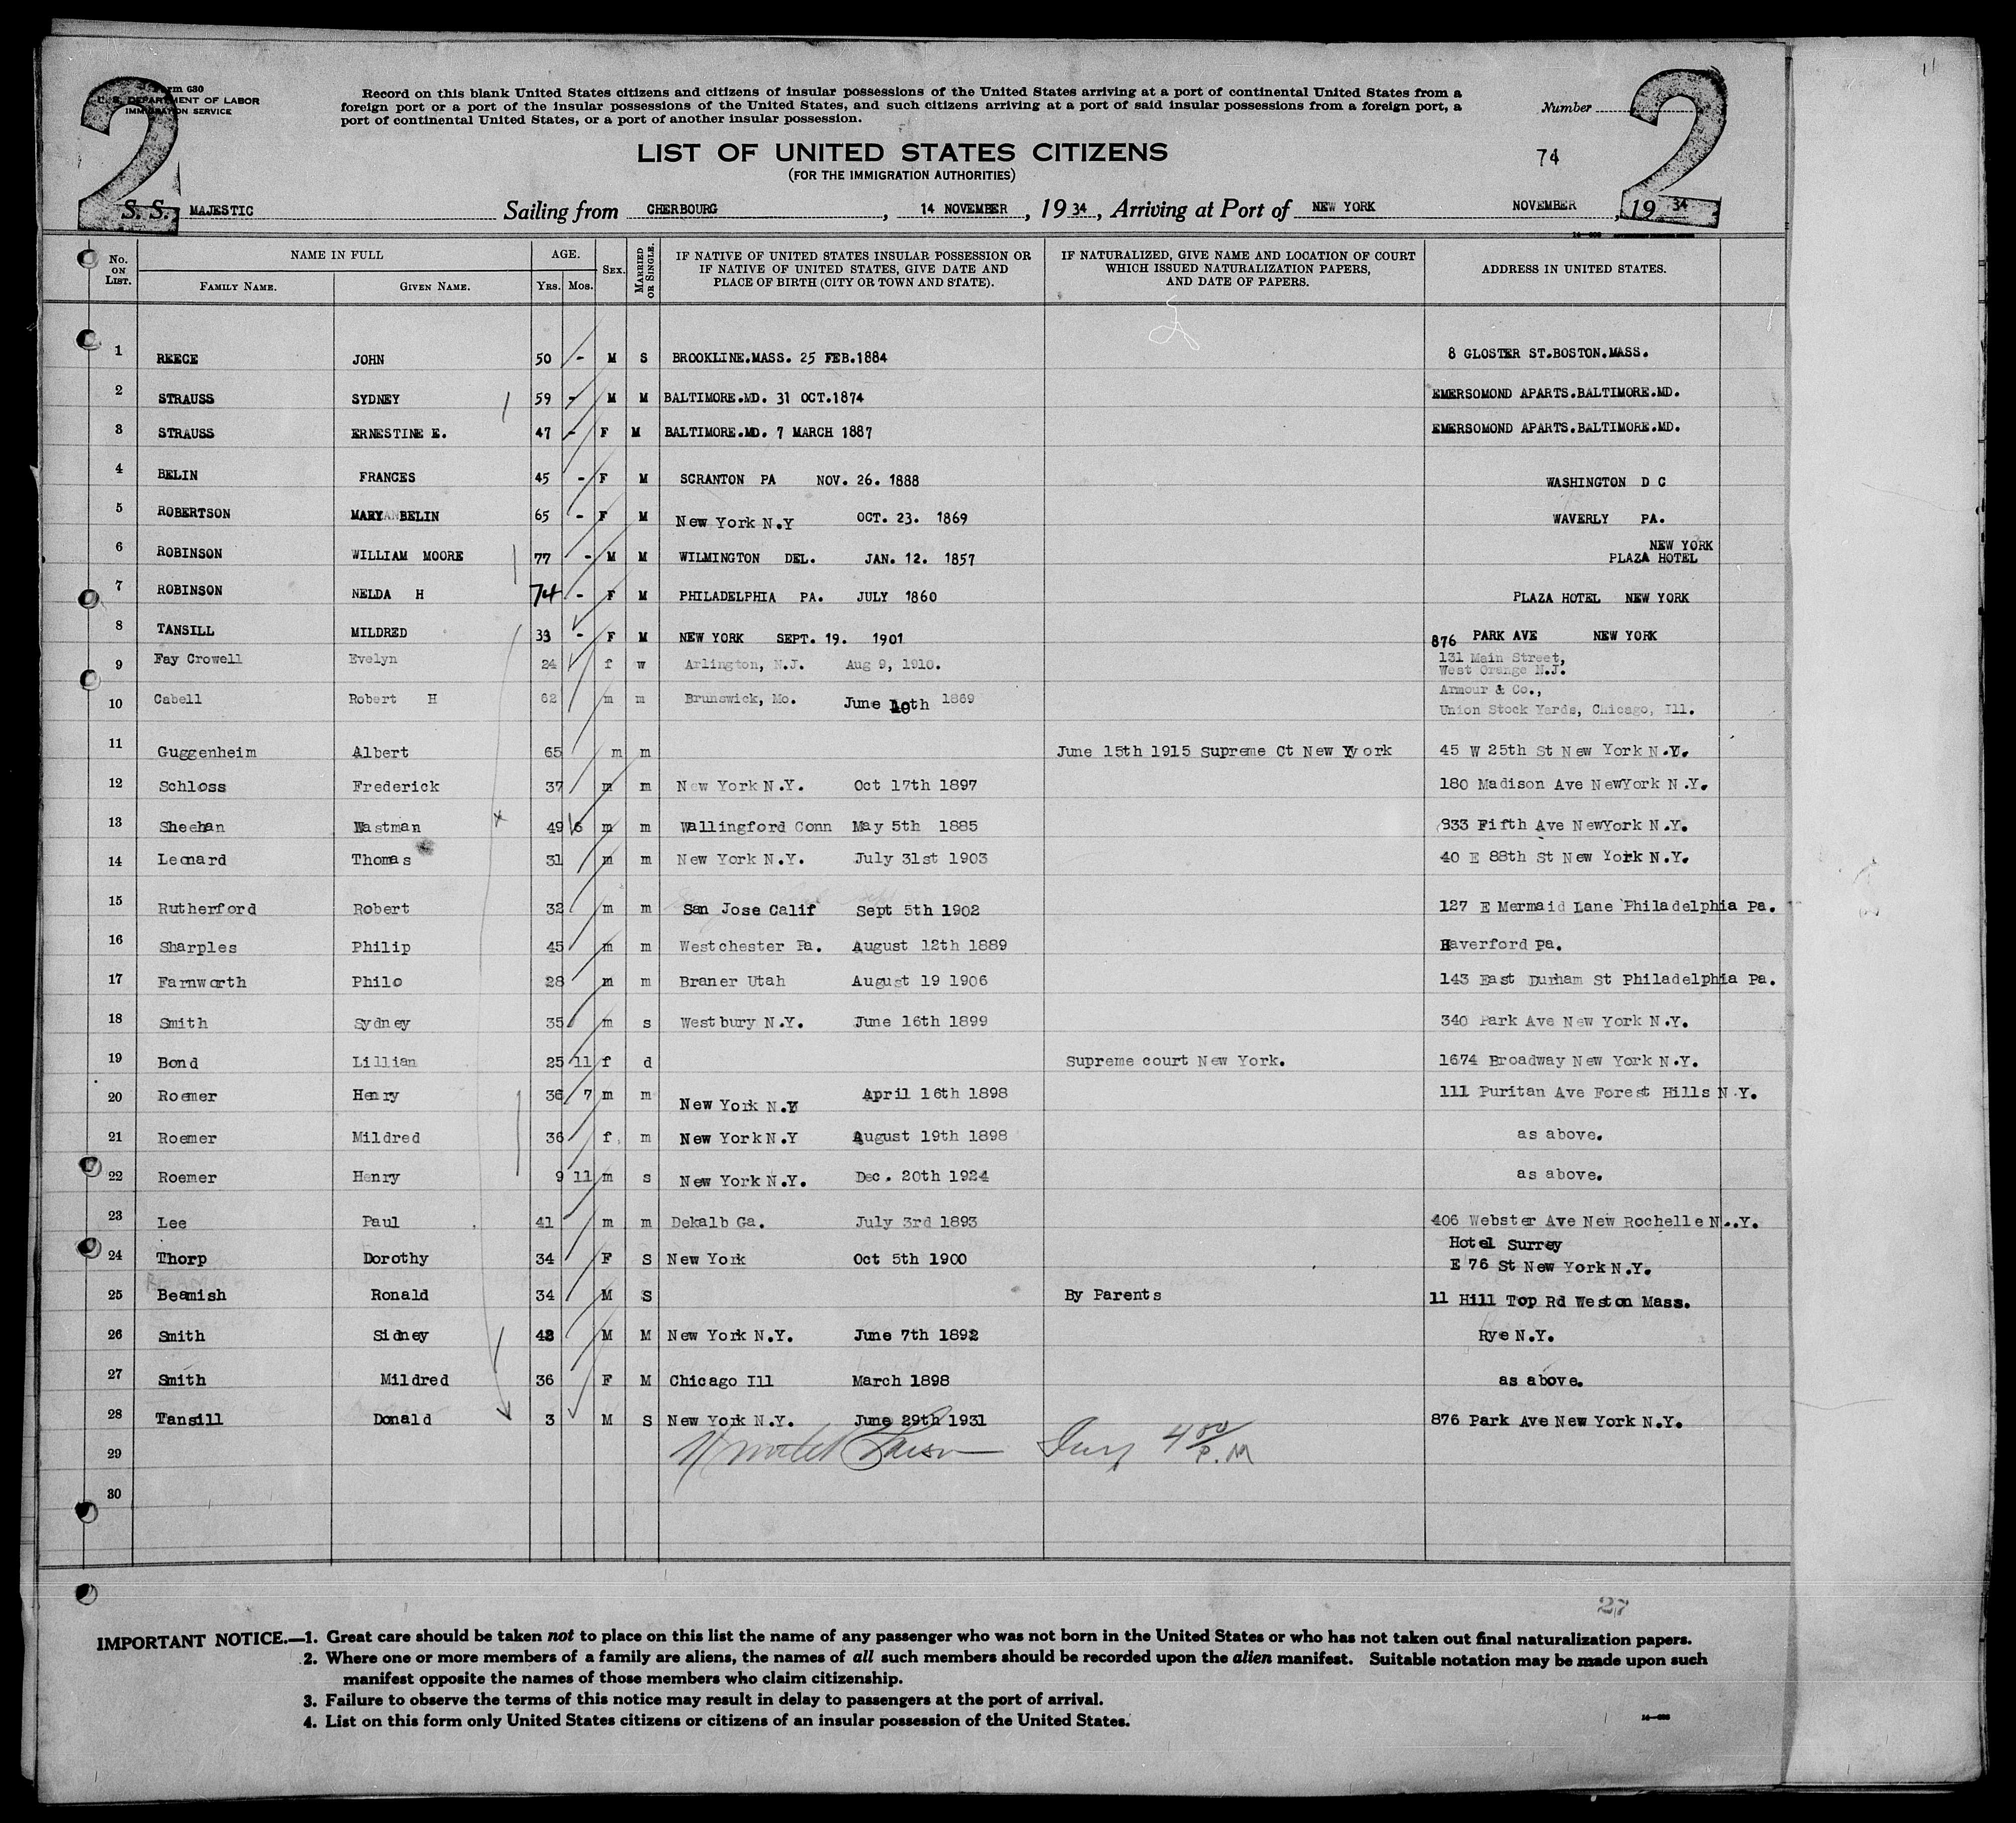 2 2
Form 630
U. S. DEPARTMENT OF LABOR
IMMIGRATION SERVICE
Record on this blank United States citizens and citizens of insular possessions of the United States arriving at a port of continental United States from a
foreign port or a port of the insular possessions of the United States, and such citizens arriving at a port of said insular possessions from a foreign port, a
port of continental United States, or a port of another insular possession.
Number
LIST OF UNITED STATES CITIZENS
(FOR THE IMMIGRATION AUTHORITIES)
74
S. S. MAJESTIC Sailing from CHERBOURG, 14 NOVEMBER, 19 34, Arriving at Port of NEW YORK NOVEMBER, 19 34
No. ON LIST. NAME IN FULL AGE. SEX. MARRIED OR SINGLE. IF NATIVE OF UNITED STATES INSULAR POSSESSION OR IF NATIVE OF UNITED STATES, GIVE DATE AND PLACE OF BIRTH (CITY OR TOWN AND STATE). IF NATURALIZED, GIVE NAME AND LOCATION OF COURT WHICH ISSUED NATURALIZATION PAPERS, AND DATE OF PAPERS. ADDRESS IN UNITED STATES.
FAMILY NAME. GIVEN NAME. YRS. MOS.
1 REECE JOHN 50 - M S BROOKLINE.MASS. 25 FEB.1884 8 GLOSTER ST.BOSTON.MASS.
2 STRAUSS SYDNEY 59 - M M BALTIMORE.MD. 31 OCT.1874 EMERSOMOND APARTS.BALTIMORE.MD.
3 STRAUSS ERNESTINE E. 47 - F M BALTIMORE.MD. 7 MARCH 1887 EMERSOMOND APARTS.BALTIMORE.MD.
4 BELIN FRANCES 45 - F M SCRANTON PA NOV. 26. 1888 WASHINGTON D C
5 ROBERTSON MARY BELIN 65 - F M New York N.Y OCT. 23. 1869 WAVERLY PA.
6 ROBINSON WILLIAM MOORE 77 - M M WILMINGTON DEL. JAN. 12. 1857 NEW YORK PLAZA HOTEL
7 ROBINSON NELDA H 74 - F M PHILADELPHIA PA. JULY 1860 PLAZA HOTEL NEW YORK
8 TANSILL MILDRED 33 - F M NEW YORK SEPT. 19. 1901 876 PARK AVE NEW YORK
9 Fay Crowell Evelyn 24 f w Arlington, N.J. Aug 9, 1910. 131 Main Street, West Orange N.J.
10 Cabell Robert H 62 m m Brunswick, Mo. June 10th 1869 Armour & Co., Union Stock Yards, Chicago, Ill.
11 Guggenheim Albert 65 m m June 15th 1915 Supreme Ct New York 45 W 25th St New York N.Y.
12 Schloss Frederick 37 m m New York N.Y. Oct 17th 1897 180 Madison Ave NewYork N.Y.
13 Sheehan Wastman 49 6 m m Wallingford Conn May 5th 1885 933 Fifth Ave NewYork N.Y.
14 Leonard Thomas 31 m m New York N.Y. July 31st 1903 40 E 88th St New York N.Y.
15 Rutherford Robert 32 m m San Jose Calif Sept 5th 1902 127 E Mermaid Lane Philadelphia Pa.
16 Sharples Philip 45 m m Westchester Pa. August 12th 1889 Haverford Pa.
17 Farnworth Philo 28 m m Braner Utah August 19 1906 143 East Durham St Philadelphia Pa.
18 Smith Sydney 35 m s Westbury N.Y. June 16th 1899 340 Park Ave New York N.Y.
19 Bond Lillian 25 11 f d Supreme court New York. 1674 Broadway New York N.Y.
20 Roemer Henry 36 7 m m New York N.Y April 16th 1898 111 Puritan Ave Forest Hills N.Y.
21 Roemer Mildred 36 f m New York N.Y August 19th 1898 as above.
22 Roemer Henry 9 11 m s New York N.Y. Dec. 20th 1924 as above.
23 Lee Paul 41 m m Dekalb Ga. July 3rd 1893 406 Webster Ave New Rochelle N..Y.
24 Thorp Dorothy 34 F S New York Oct 5th 1900 Hotel Surrey E 76 St New York N.Y.
25 Beamish Ronald 34 M S By Parents 11 Hill Top Rd Weston Mass.
26 Smith Sidney 42 M M New York N.Y. June 7th 1892 Rye N.Y.
27 Smith Mildred 36 F M Chicago Ill March 1898 as above.
28 Tansill Donald 3 M S New York N.Y. June 29th 1931 876 Park Ave New York N.Y.
29 4 00 P.M
30
27
IMPORTANT NOTICE.—1. Great care should be taken not to place on this list the name of any passenger who was not born in the United States or who has not taken out final naturalization papers.
2. Where one or more members of a family are aliens, the names of all such members should be recorded upon the alien manifest. Suitable notation may be made upon such
manifest opposite the names of those members who claim citizenship.
3. Failure to observe the terms of this notice may result in delay to passengers at the port of arrival.
4. List on this form only United States citizens or citizens of an insular possession of the United States.